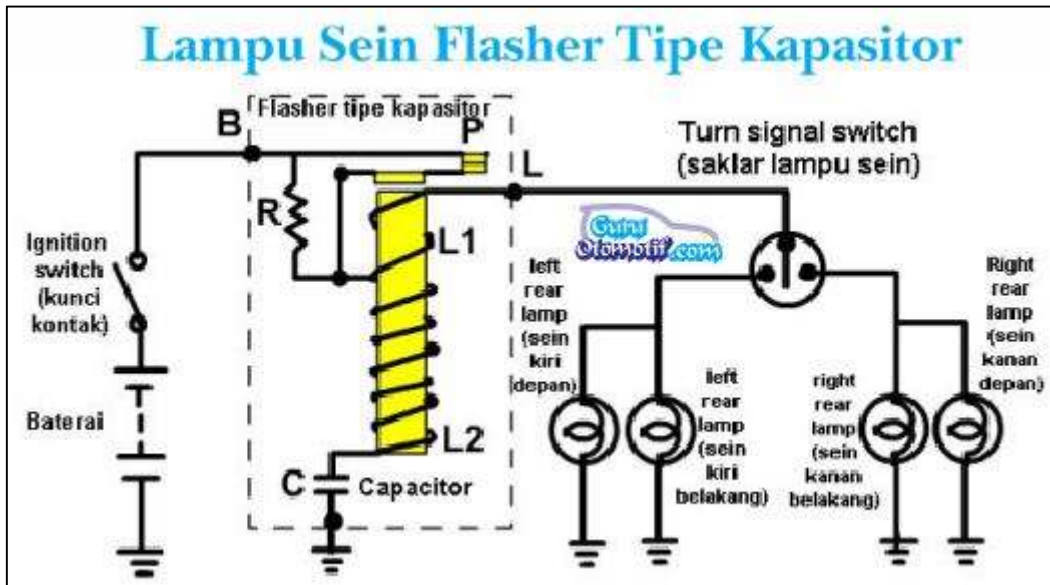 Lampu Sein Flasher Tipe Kapasitor
Flasher tipe kapasitor
B
P
L
Turn signal switch
(saklar lampu sein)
R
L1
Guru
Otomotif.com
Ignition
switch
(kunci
kontak)
left
rear
lamp
(sein
kiri
depan)
Right
rear
lamp
(sein
kanan
depan)
left
rear
lamp
(sein
kiri
belakang)
right
rear
lamp
(sein
kanan
belakang)
Baterai
L2
C
Capacitor